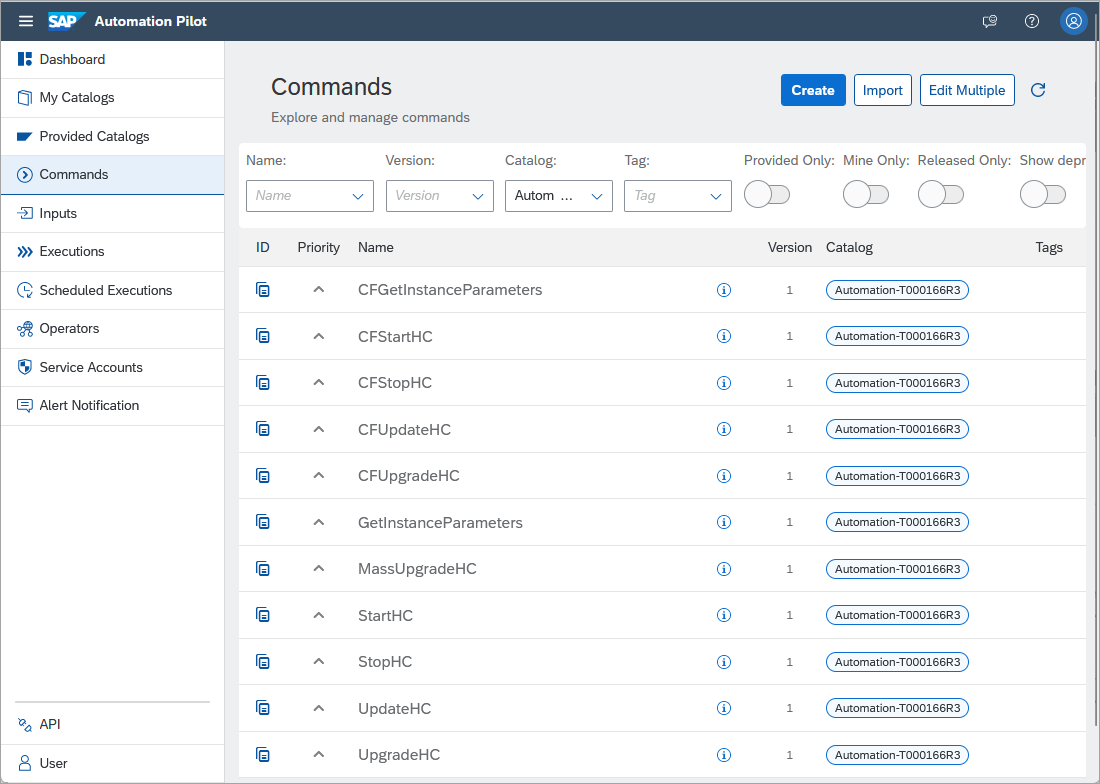 SAP Automation Pilot
Dashboard
My Catalogs
Provided Catalogs
Commands
Inputs
Executions
Scheduled Executions
Operators
Service Accounts
Alert Notification
API
User
Commands
Explore and manage commands
Create Import Edit Multiple
Name: Version: Catalog: Tag: Provided Only: Mine Only: Released Only: Show depr
Name Version Autom ... Tag
ID Priority Name Version Catalog Tags
CFGetInstanceParameters 1 Automation-T000166R3
CFStartHC 1 Automation-T000166R3
CFStopHC 1 Automation-T000166R3
CFUpdateHC 1 Automation-T000166R3
CFUpgradeHC 1 Automation-T000166R3
GetInstanceParameters 1 Automation-T000166R3
MassUpgradeHC 1 Automation-T000166R3
StartHC 1 Automation-T000166R3
StopHC 1 Automation-T000166R3
UpdateHC 1 Automation-T000166R3
UpgradeHC 1 Automation-T000166R3